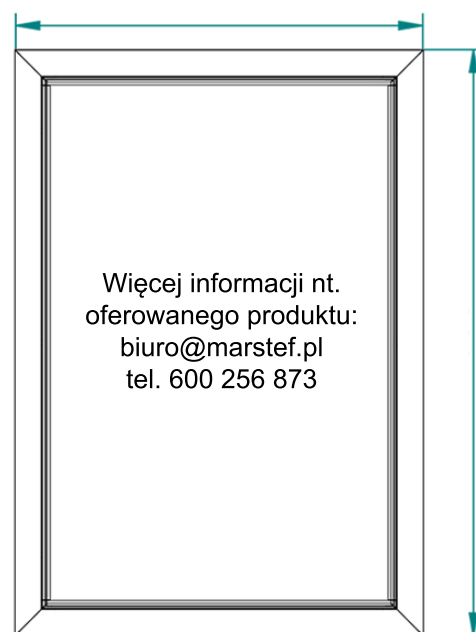 Więcej informacji nt.
oferowanego produktu:
biuro@marstef.pl
tel. 600 256 873